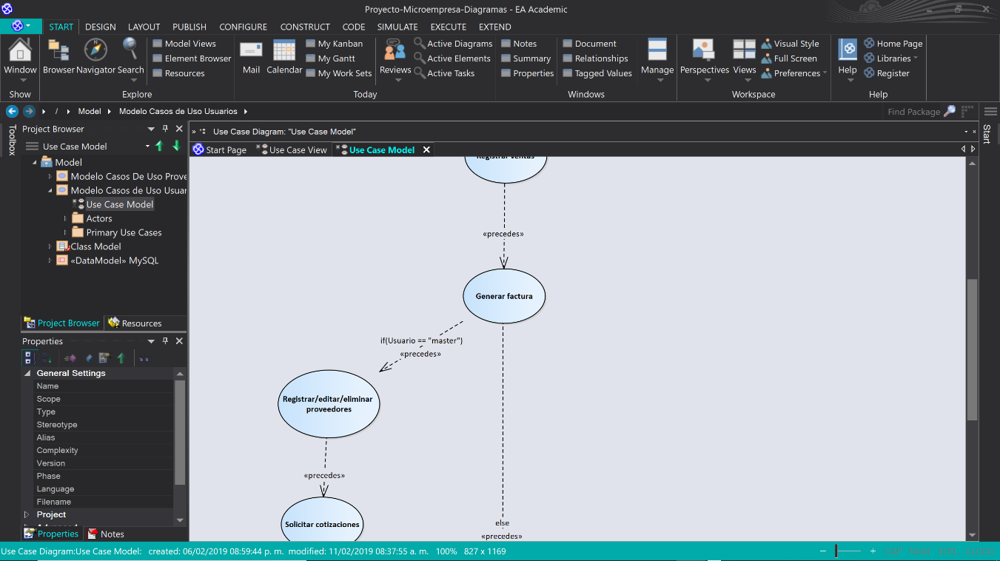 Proyecto-Microempresa-Diagramas - EA Academic
START DESIGN LAYOUT PUBLISH CONFIGURE CONSTRUCT CODE SIMULATE EXECUTE EXTEND
Model Views My Kanban Active Diagrams Notes Document Visual Style Home Page
Element Browser My Gantt Active Elements Summary Relationships Full Screen Libraries
Window Browser Navigator Search Resources Mail Calendar My Work Sets Reviews Active Tasks Properties Tagged Values Manage Perspectives Views Preferences Help Register
Show Explore Today Windows Workspace Help
/ Model Modelo Casos de Uso Usuarios Find Package
Toolbox
Project Browser
Use Case Model
Model
Modelo Casos De Uso Prove
Modelo Casos de Uso Usuar
Use Case Model
Actors
Primary Use Cases
Class Model
«DataModel» MySQL
Project Browser Resources
Properties
General Settings
Name
Scope
Type
Stereotype
Alias
Complexity
Version
Phase
Language
Filename
Project
Advanced
Properties Notes
» Use Case Diagram: "Use Case Model"
Start Page Use Case View Use Case Model
Registrar ventas
«precedes»
Generar factura
if(Usuario == "master")
«precedes»
Registrar/editar/eliminar
proveedores
«precedes»
Solicitar cotizaciones
else
«precedes»
Start
Use Case Diagram:Use Case Model: created: 06/02/2019 08:59:44 p. m. modified: 11/02/2019 08:37:55 a. m. 100% 827 x 1169
CAP NUM SCRL CLOUD